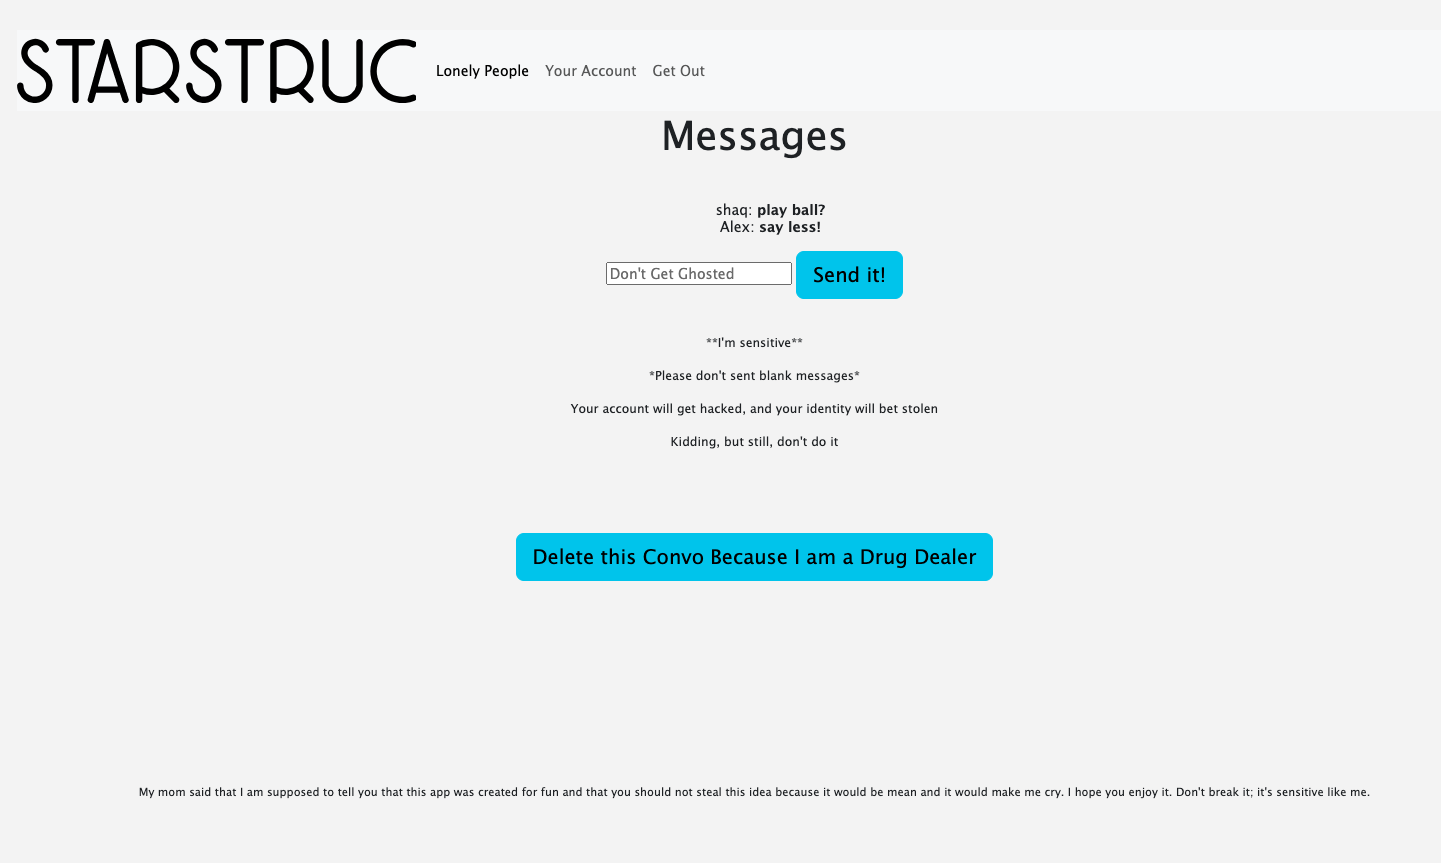 STARSTRUC
Lonely People Your Account Get Out
Messages
shaq: play ball?
Alex: say less!
Don't Get Ghosted Send it!
**I'm sensitive**
*Please don't sent blank messages*
Your account will get hacked, and your identity will bet stolen
Kidding, but still, don't do it
Delete this Convo Because I am a Drug Dealer
My mom said that I am supposed to tell you that this app was created for fun and that you should not steal this idea because it would be mean and it would make me cry. I hope you enjoy it. Don't break it; it's sensitive like me.